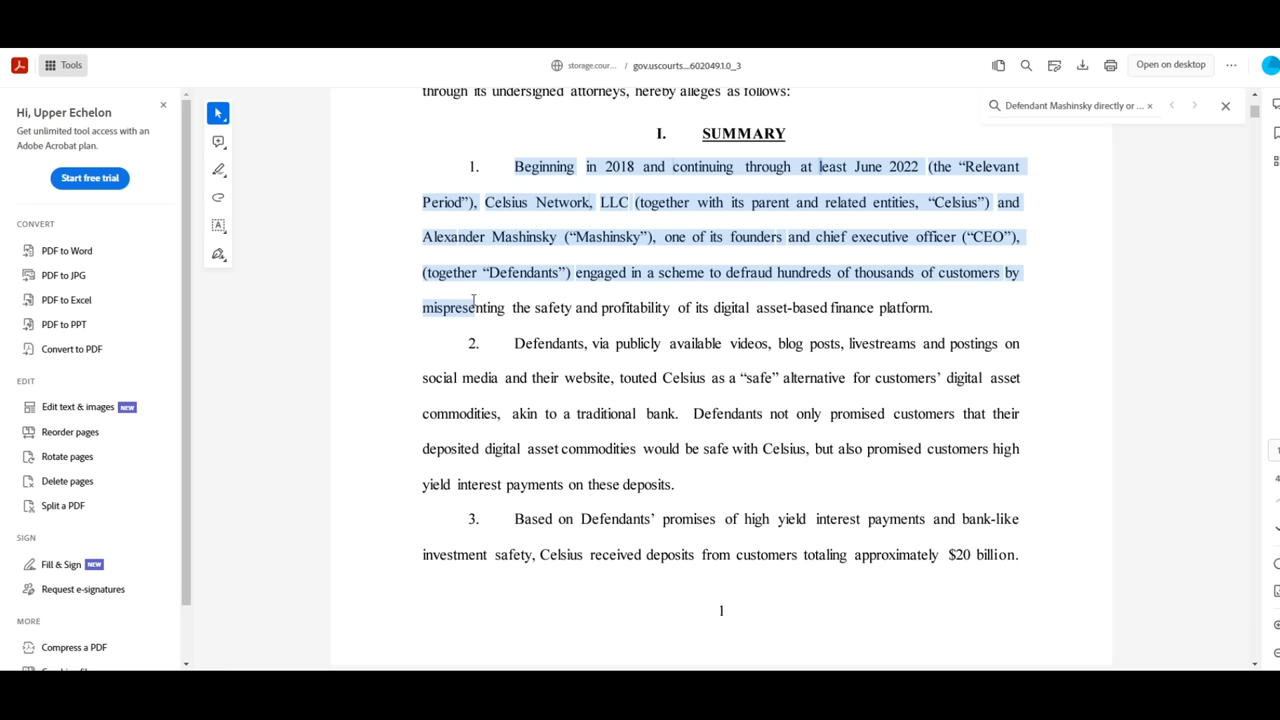 Tools
storage.cour... / gov.uscourts...602049.1.0_3
Open on desktop
Hi, Upper Echelon
Get unlimited tool access with an
Adobe Acrobat plan.
Start free trial
CONVERT
PDF to Word
PDF to JPG
PDF to Excel
PDF to PPT
Convert to PDF
EDIT
Edit text & images NEW
Reorder pages
Rotate pages
Delete pages
Split a PDF
SIGN
Fill & Sign NEW
Request e-signatures
MORE
Compress a PDF
Defendant Mashinsky directly or ...
through its undersigned attorneys, hereby alleges as follows:
I. SUMMARY
1. Beginning in 2018 and continuing through at least June 2022 (the “Relevant
Period”), Celsius Network, LLC (together with its parent and related entities, “Celsius”) and
Alexander Mashinsky (“Mashinsky”), one of its founders and chief executive officer (“CEO”),
(together “Defendants”) engaged in a scheme to defraud hundreds of thousands of customers by
mispresenting the safety and profitability of its digital asset-based finance platform.
2. Defendants, via publicly available videos, blog posts, livestreams and postings on
social media and their website, touted Celsius as a “safe” alternative for customers’ digital asset
commodities, akin to a traditional bank. Defendants not only promised customers that their
deposited digital asset commodities would be safe with Celsius, but also promised customers high
yield interest payments on these deposits.
3. Based on Defendants’ promises of high yield interest payments and bank-like
investment safety, Celsius received deposits from customers totaling approximately $20 billion.
1